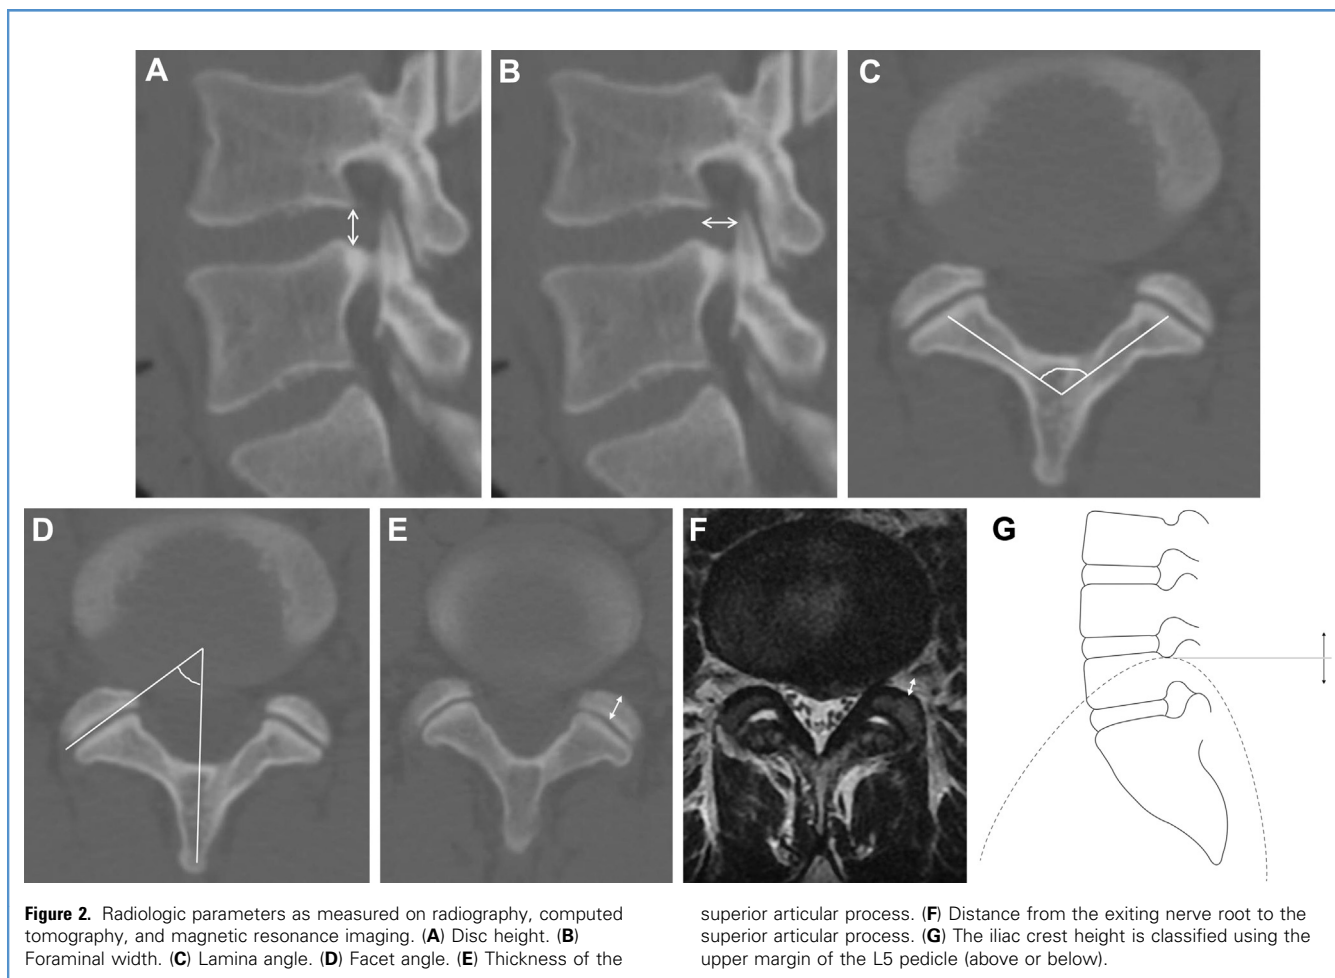 A
B
C
D
E
F
G
Figure 2. Radiologic parameters as measured on radiography, computed
tomography, and magnetic resonance imaging. (A) Disc height. (B)
Foraminal width. (C) Lamina angle. (D) Facet angle. (E) Thickness of the
superior articular process. (F) Distance from the exiting nerve root to the
superior articular process. (G) The iliac crest height is classified using the
upper margin of the L5 pedicle (above or below).